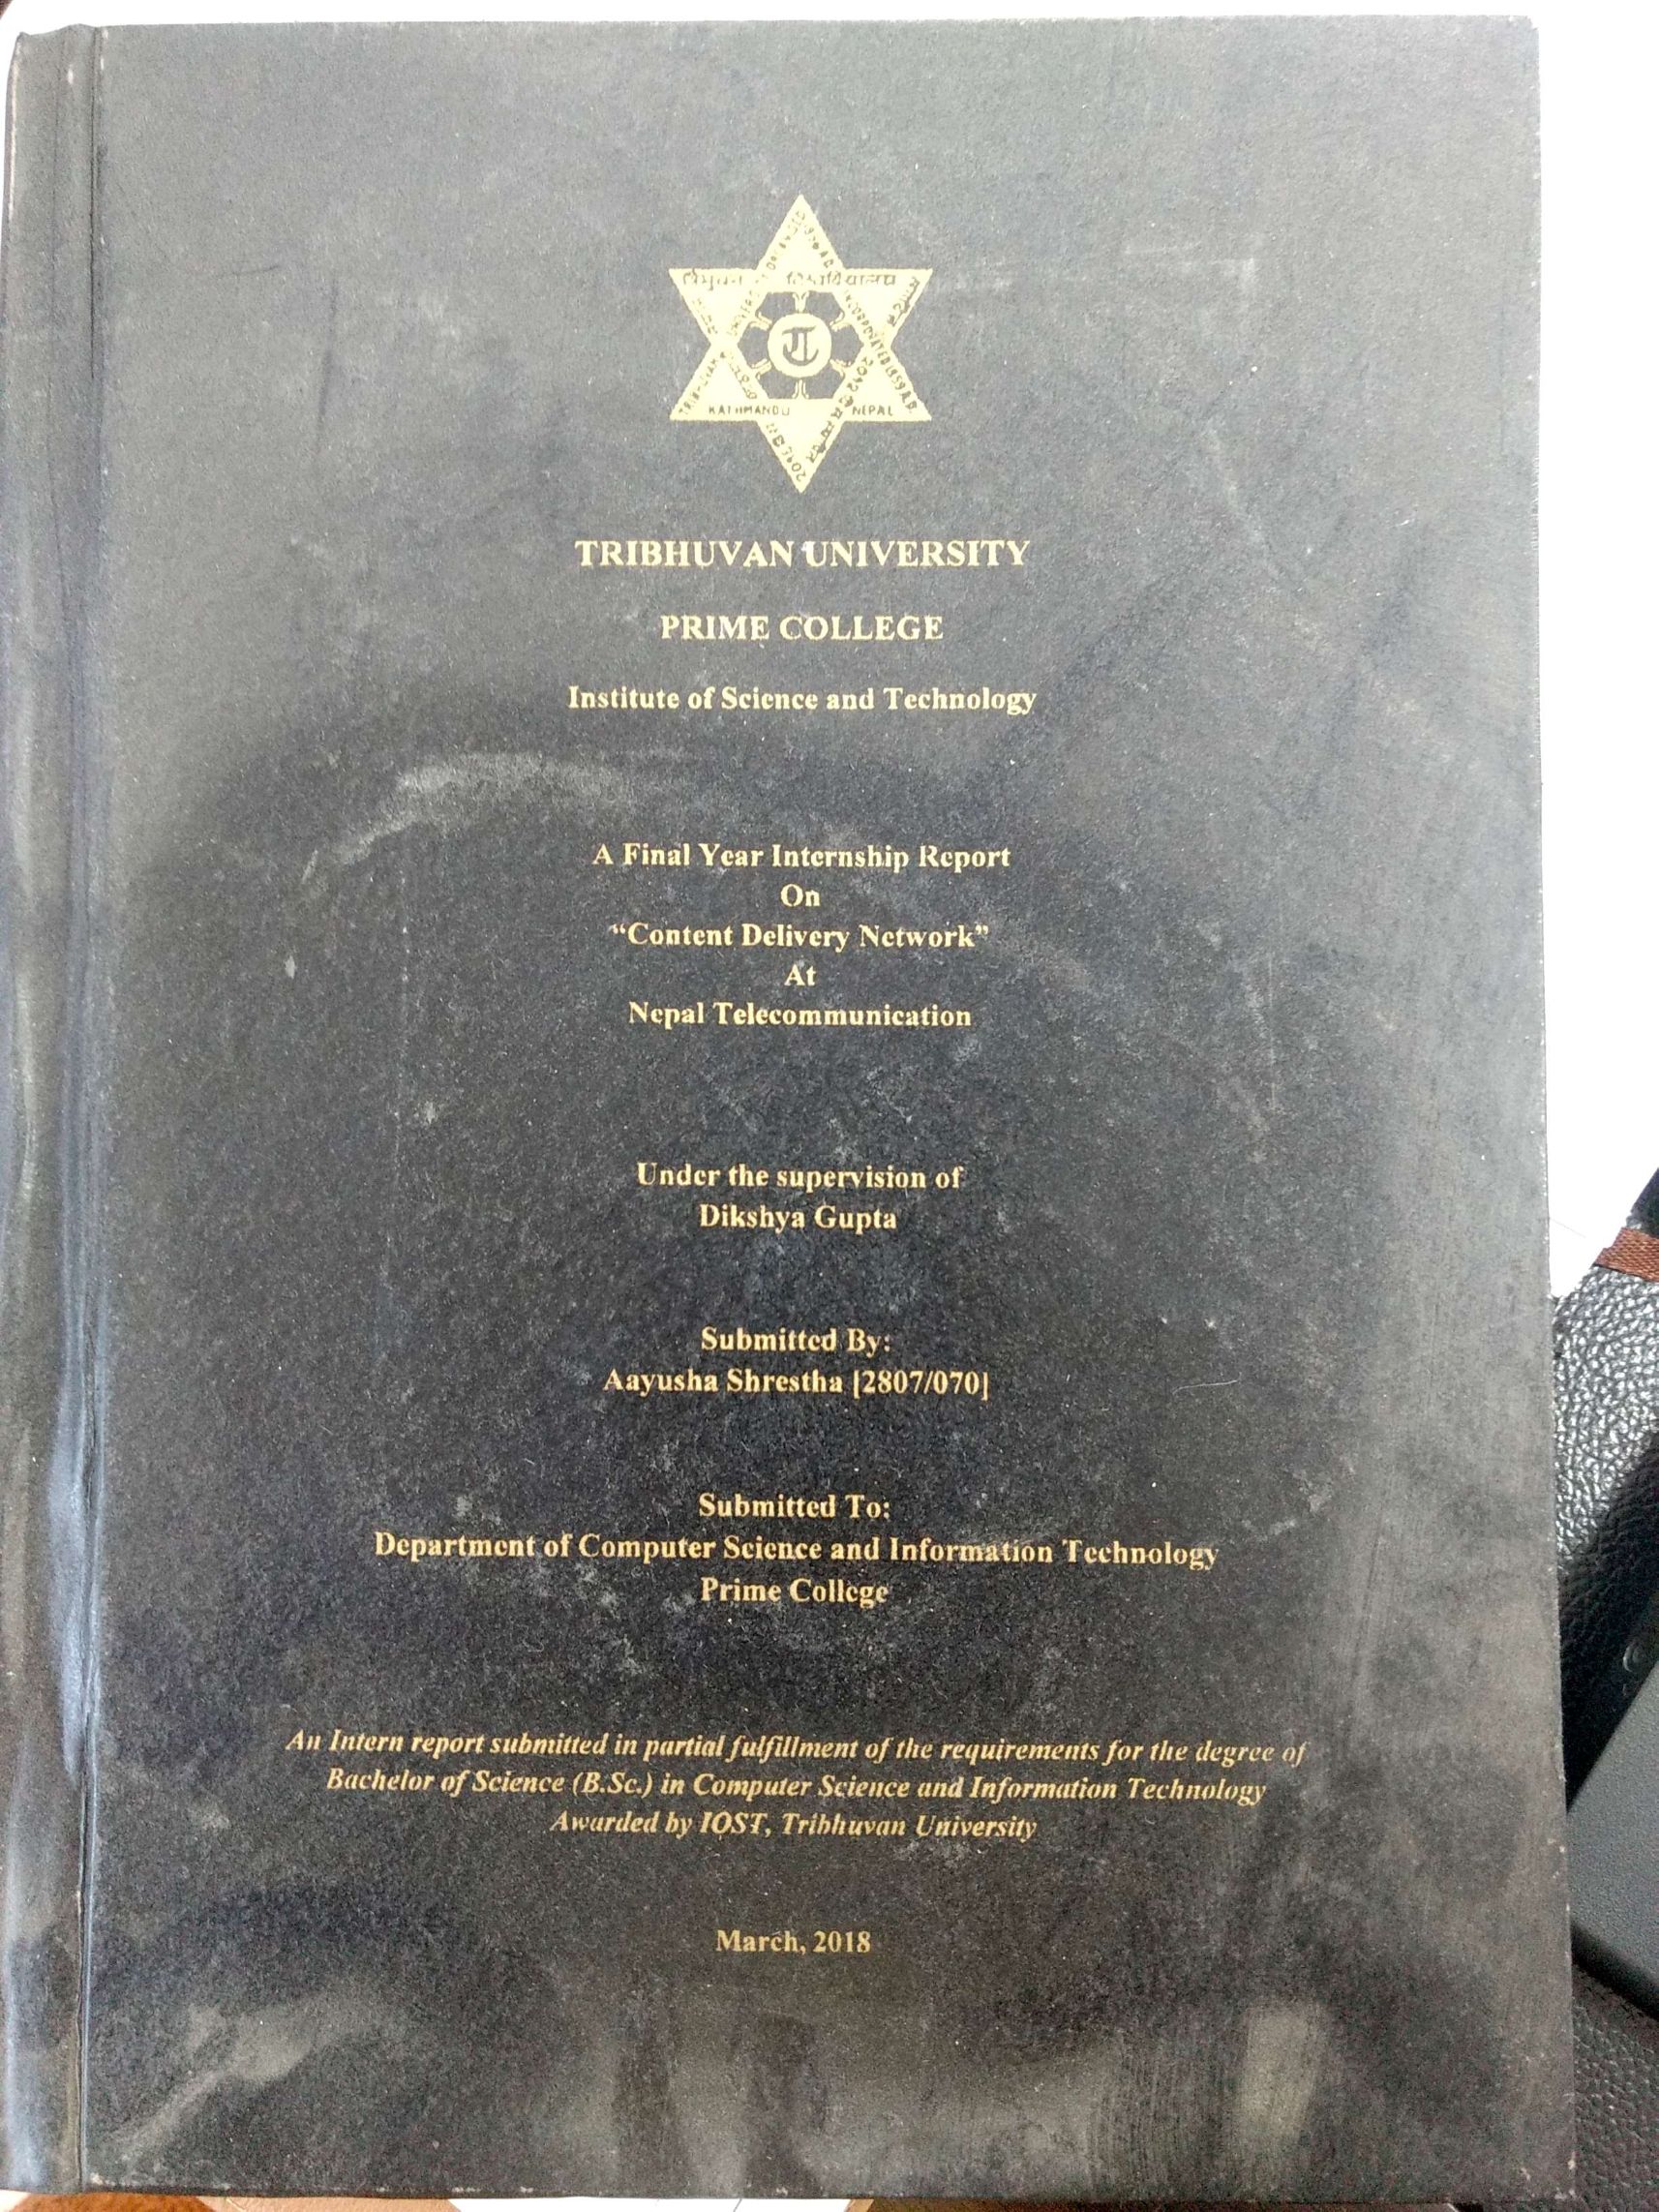 त्रिभुवन विश्वविद्यालय
KATHMANDU NEPAL
TRIBHUVAN UNIVERSITY
PRIME COLLEGE
Institute of Science and Technology
A Final Year Internship Report
On
“Content Delivery Network”
At
Nepal Telecommunication
Under the supervision of
Dikshya Gupta
Submitted By:
Aayusha Shrestha [2807/070]
Submitted To:
Department of Computer Science and Information Technology
Prime College
An Intern report submitted in partial fulfillment of the requirements for the degree of
Bachelor of Science (B.Sc.) in Computer Science and Information Technology
Awarded by IOST, Tribhuvan University
March, 2018